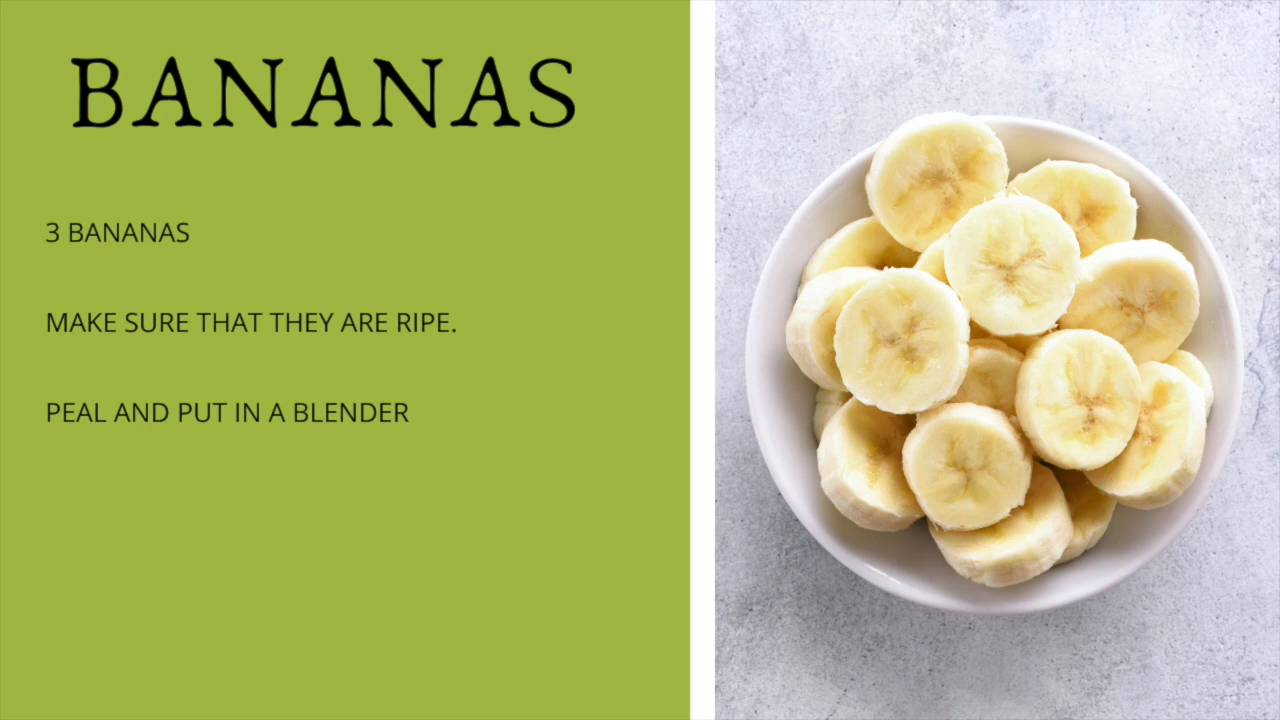 BANANAS
3 BANANAS
MAKE SURE THAT THEY ARE RIPE.
PEAL AND PUT IN A BLENDER